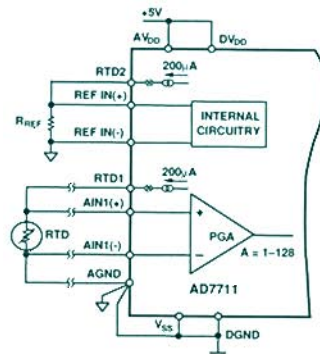 +5V
AVDD
DVDD
RTD2
200μA
REF IN(+)
RREF
INTERNAL
CIRCUITRY
REF IN(-)
RTD1
200μA
AIN1(+)
+
RTD
PGA
AIN1(-)
−
A = 1–128
AGND
AD7711
VSS
DGND